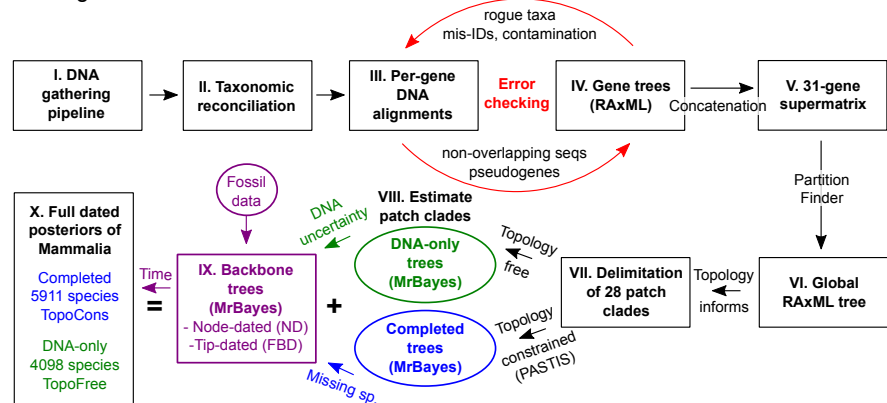 rogue taxa
mis-IDs, contamination
I. DNA
gathering
pipeline
II. Taxonomic
reconciliation
III. Per-gene
DNA
alignments
Error
checking
IV. Gene trees
(RAxML)
Concatenation
V. 31-gene
supermatrix
non-overlapping seqs
pseudogenes
Partition
Finder
VI. Global
RAxML tree
Topology
informs
VII. Delimitation
of 28 patch
clades
Topology
free
Topology
constrained
(PASTIS)
VIII. Estimate
patch clades
DNA-only
trees
(MrBayes)
Completed
trees
(MrBayes)
DNA
uncertainty
Missing sp.
+
Fossil
data
IX. Backbone
trees
(MrBayes)
- Node-dated (ND)
-Tip-dated (FBD)
Time
=
X. Full dated
posteriors of
Mammalia
Completed
5911 species
TopoCons
DNA-only
4098 species
TopoFree